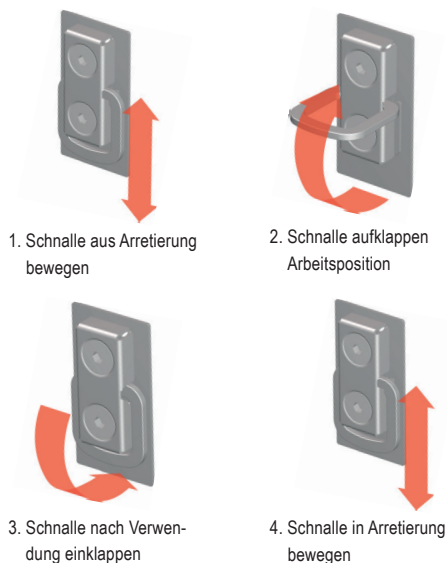 1. Schnalle aus Arretierung
bewegen
2. Schnalle aufklappen
Arbeitsposition
3. Schnalle nach Verwen-
dung einklappen
4. Schnalle in Arretierung
bewegen